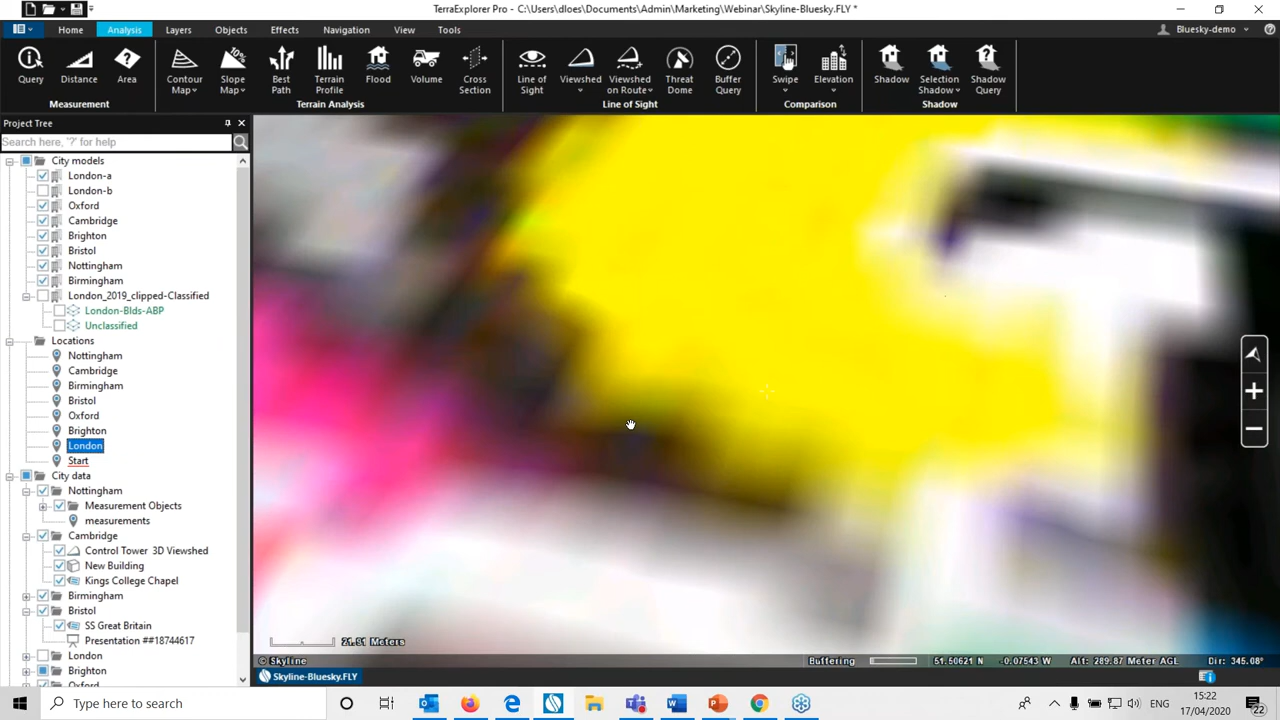 TerraExplorer Pro - C:\Users\dloes\Documents\Admin\Marketing\Webinar\Skyline-Bluesky.FLY *
Home Analysis Layers Objects Effects Navigation View Tools Bluesky-demo
Query Distance Area Contour Map Slope Map Best Path Terrain Profile Flood Volume Cross Section Line of Sight Viewshed Viewshed on Route Threat Dome Buffer Query Swipe Elevation Shadow Selection Shadow Shadow Query
Measurement Terrain Analysis Line of Sight Comparison Shadow
Project Tree
Search here, '?' for help
City models
London-a
London-b
Oxford
Cambridge
Brighton
Bristol
Nottingham
Birmingham
London_2019_clipped-Classified
London-Blds-ABP
Unclassified
Locations
Nottingham
Cambridge
Birmingham
Bristol
Oxford
Brighton
London
Start
City data
Nottingham
Measurement Objects
measurements
Cambridge
Control Tower 3D Viewshed
New Building
Kings College Chapel
Birmingham
Bristol
SS Great Britain
Presentation ##18744617
London
Brighton
Oxford
21.91 Meters
© Skyline Buffering 51.50621 N -0.07543 W Alt: 289.87 Meter AGL Dir: 345.08°
Skyline-Bluesky.FLY
Type here to search
ENG
15:22
17/04/2020
22